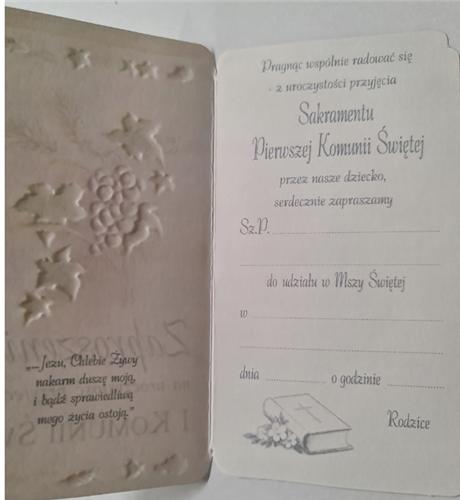 „...Jezu, Chlebie Żywy
nakarm duszę moją,
i bądź sprawiedliwą
mego życia ostoją."
Pragnąc wspólnie radować się
- z uroczystości przyjęcia
Sakramentu
Pierwszej Komunii Świętej
przez nasze dziecko,
serdecznie zapraszamy
Sz.P.
do udziału w Mszy Świętej
w
dnia o godzinie
Rodzice